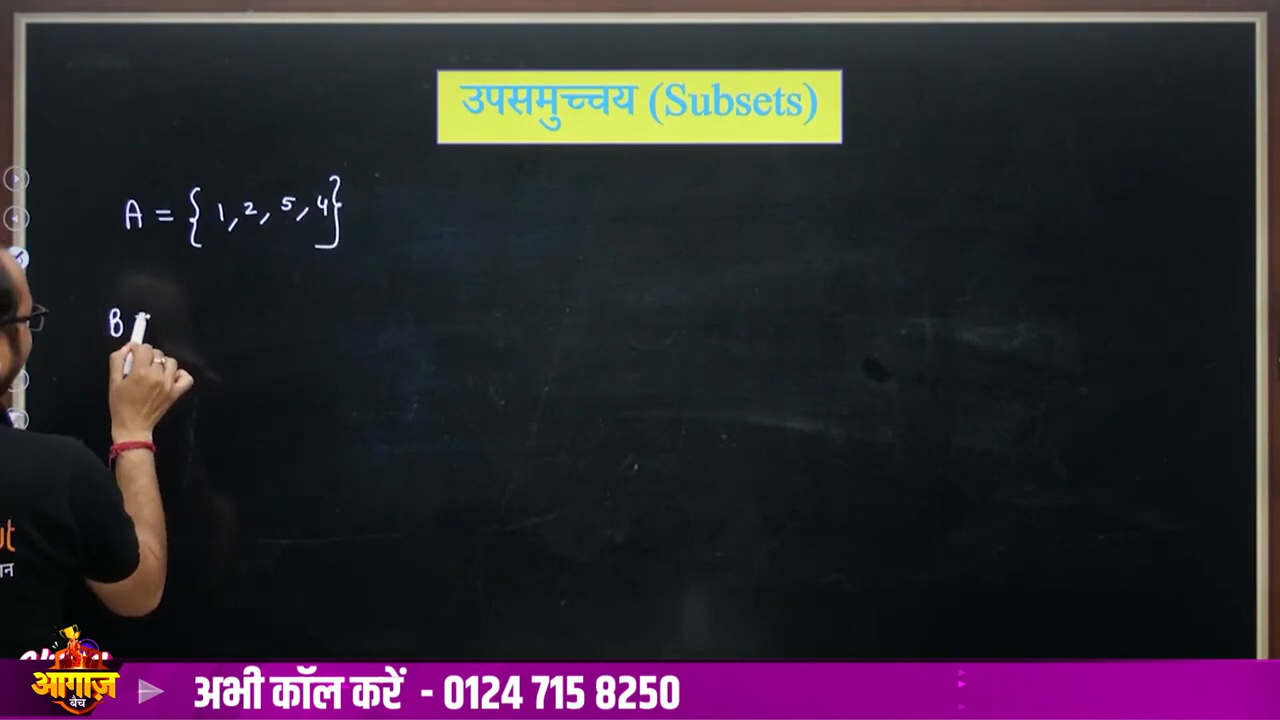 उपसमुच्चय (Subsets)
A = { 1, 2, 5, 4}
B
आगाज़
बैच
अभी कॉल करें - 0124 715 8250